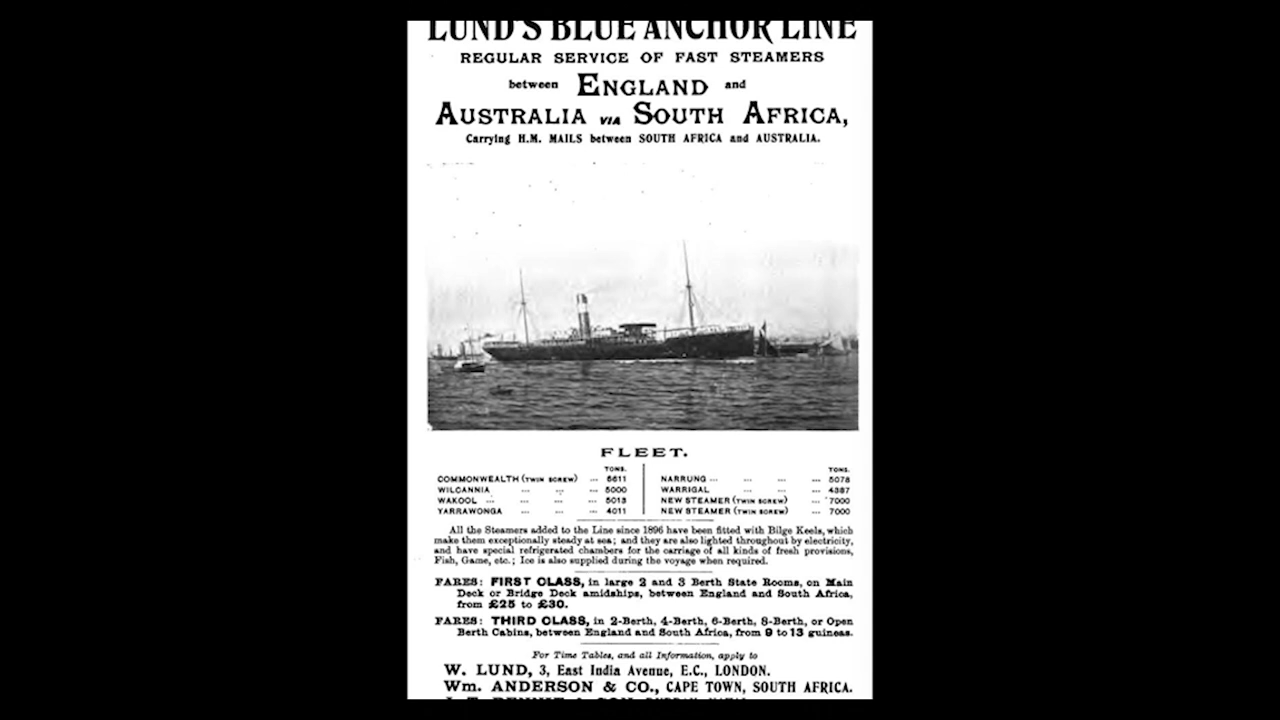 LUND'S BLUE ANCHOR LINE
REGULAR SERVICE OF FAST STEAMERS
between ENGLAND and
AUSTRALIA VIA SOUTH AFRICA,
Carrying H.M. MAILS between SOUTH AFRICA and AUSTRALIA.
FLEET.
TONS.
COMMONWEALTH (TWIN SCREW) ... 6611
WILCANNIA ... ... ... 5000
WAKOOL ... ... ... ... 5013
YARRAWONGA ... ... ... 4011
TONS.
NARRUNG ... ... ... ... 5078
WARRIGAL ... ... ... 4387
NEW STEAMER (TWIN SCREW) ... 7000
NEW STEAMER (TWIN SCREW) ... 7000
All the Steamers added to the Line since 1896 have been fitted with Bilge Keels, which
make them exceptionally steady at sea; and they are also lighted throughout by electricity,
and have special refrigerated chambers for the carriage of all kinds of fresh provisions,
Fish, Game, etc.; Ice is also supplied during the voyage when required.
FARES: FIRST CLASS, in large 2 and 3 Berth State Rooms, on Main
Deck or Bridge Deck amidships, between England and South Africa,
from £25 to £30.
FARES: THIRD CLASS, in 2-Berth, 4-Berth, 6-Berth, 8-Berth, or Open
Berth Cabins, between England and South Africa, from 9 to 13 guineas.
For Time Tables, and all Information, apply to
W. LUND, 3, East India Avenue, E.C., LONDON.
Wm. ANDERSON & CO., CAPE TOWN, SOUTH AFRICA.